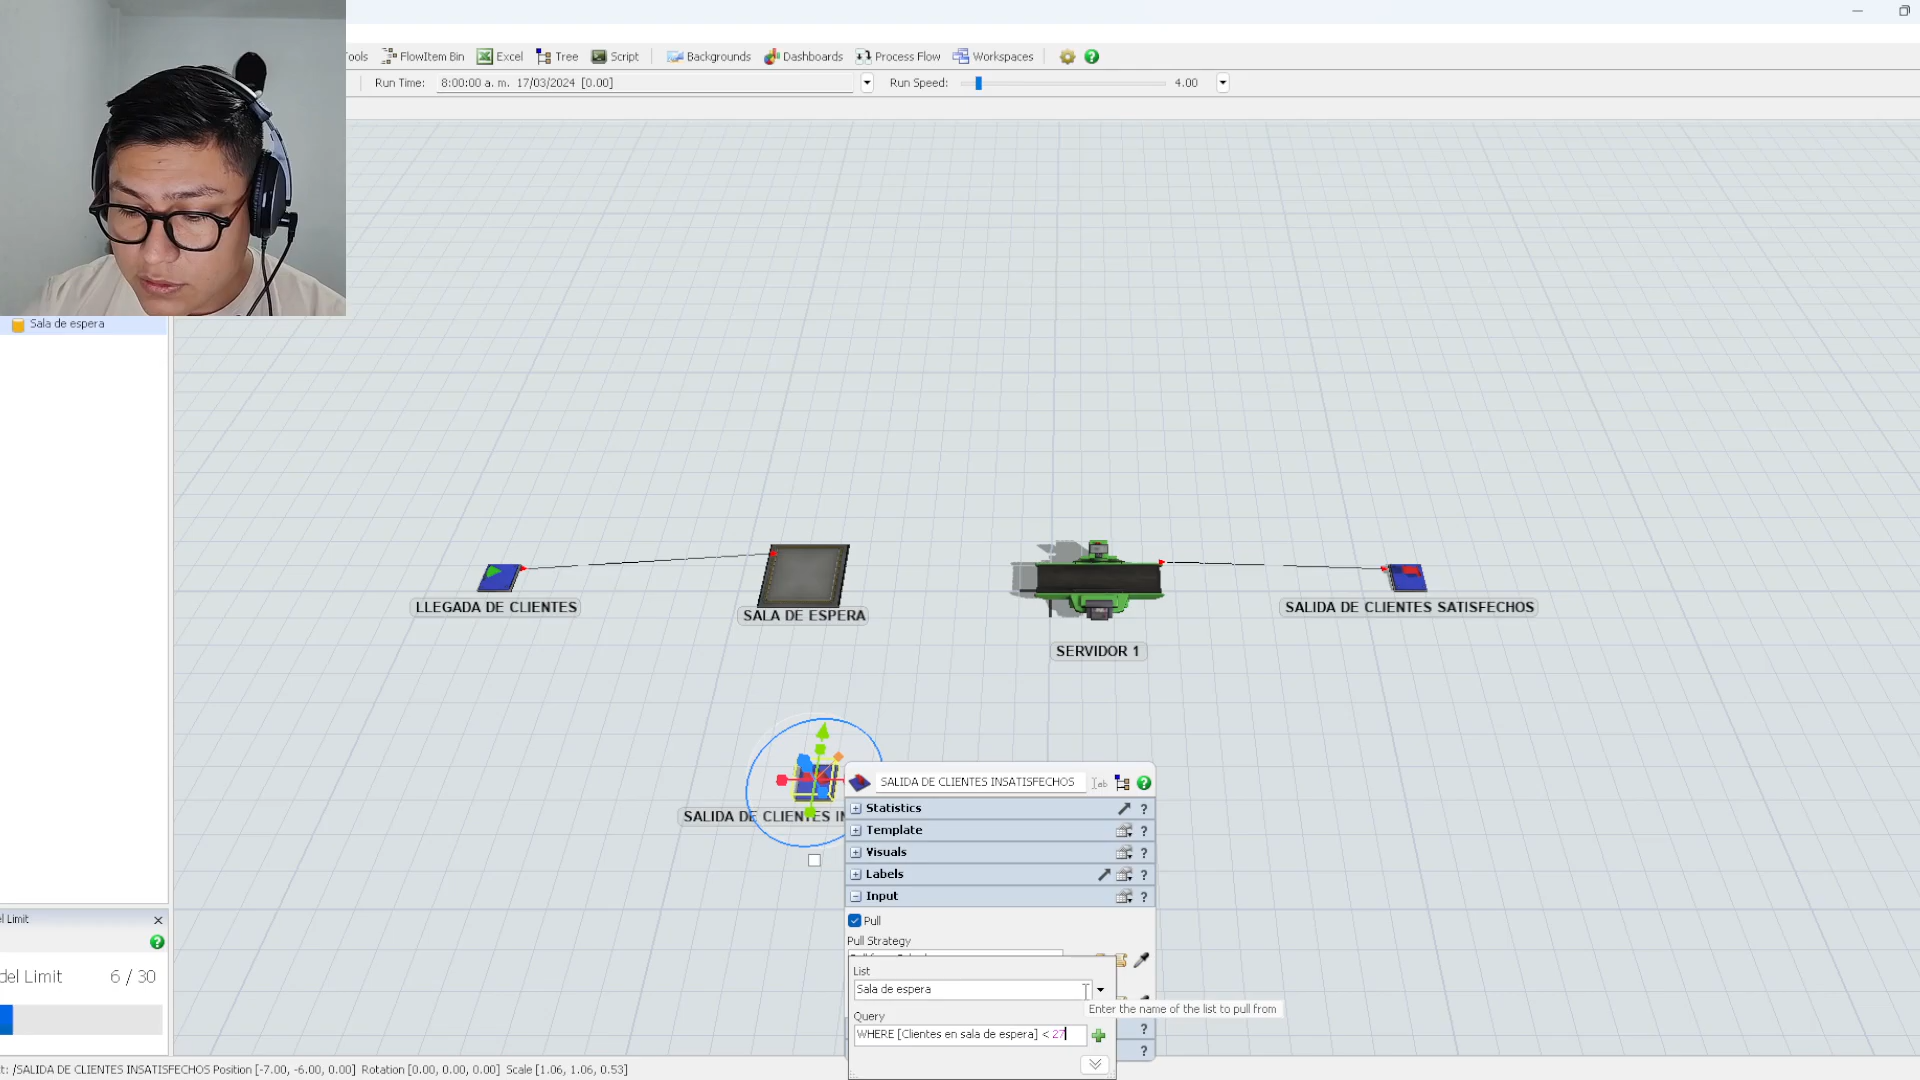 Tools FlowItem Bin Excel Tree Script Backgrounds Dashboards Process Flow Workspaces
Run Time: 8:00:00 a. m. 17/03/2024 [0.00] Run Speed: 4.00
Sala de espera
LLEGADA DE CLIENTES
SALA DE ESPERA
SERVIDOR 1
SALIDA DE CLIENTES SATISFECHOS
SALIDA DE CLIENTES IN
SALIDA DE CLIENTES INSATISFECHOS
Statistics
Template
Visuals
Labels
Input
Pull
Pull Strategy
List
Sala de espera
Enter the name of the list to pull from
Query
WHERE [Clientes en sala de espera] < 27
el Limit
del Limit 6 / 30
t: /SALIDA DE CLIENTES INSATISFECHOS Position [-7.00, -6.00, 0.00] Rotation [0.00, 0.00, 0.00] Scale [1.06, 1.06, 0.53]